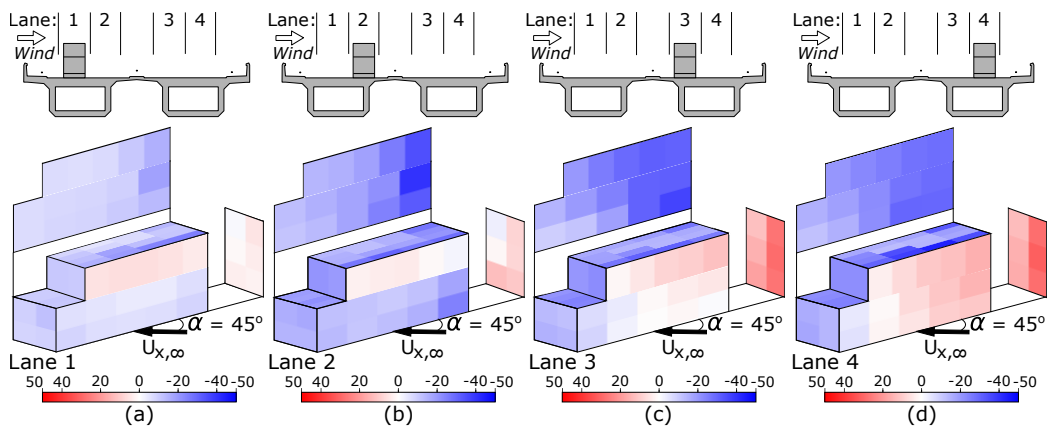 Lane: 1 2 3 4
Wind
α = 45°
Ux,∞
Lane 1
50 20 0 -20 -40 -50
(a)
Lane: 1 2 3 4
Wind
α = 45°
Ux,∞
Lane 2
50 40 20 0 -20 -40 -50
(b)
Lane: 1 2 3 4
Wind
α = 45°
Ux,∞
Lane 3
50 40 20 0 -20 -40 -50
(c)
Lane: 1 2 3 4
Wind
α = 45°
Ux,∞
Lane 4
50 40 20 0 -20 -40 -50
(d)